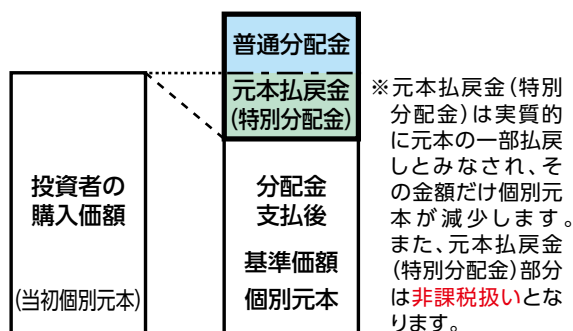 普通分配金
元本払戻金
(特別分配金)
投資者の
購入価額
(当初個別元本)
分配金
支払後
基準価額
個別元本
※元本払戻金(特別
分配金)は実質的
に元本の一部払戻
しとみなされ、そ
の金額だけ個別元
本が減少します。
また、元本払戻金
(特別分配金)部分
は非課税扱いとな
ります。